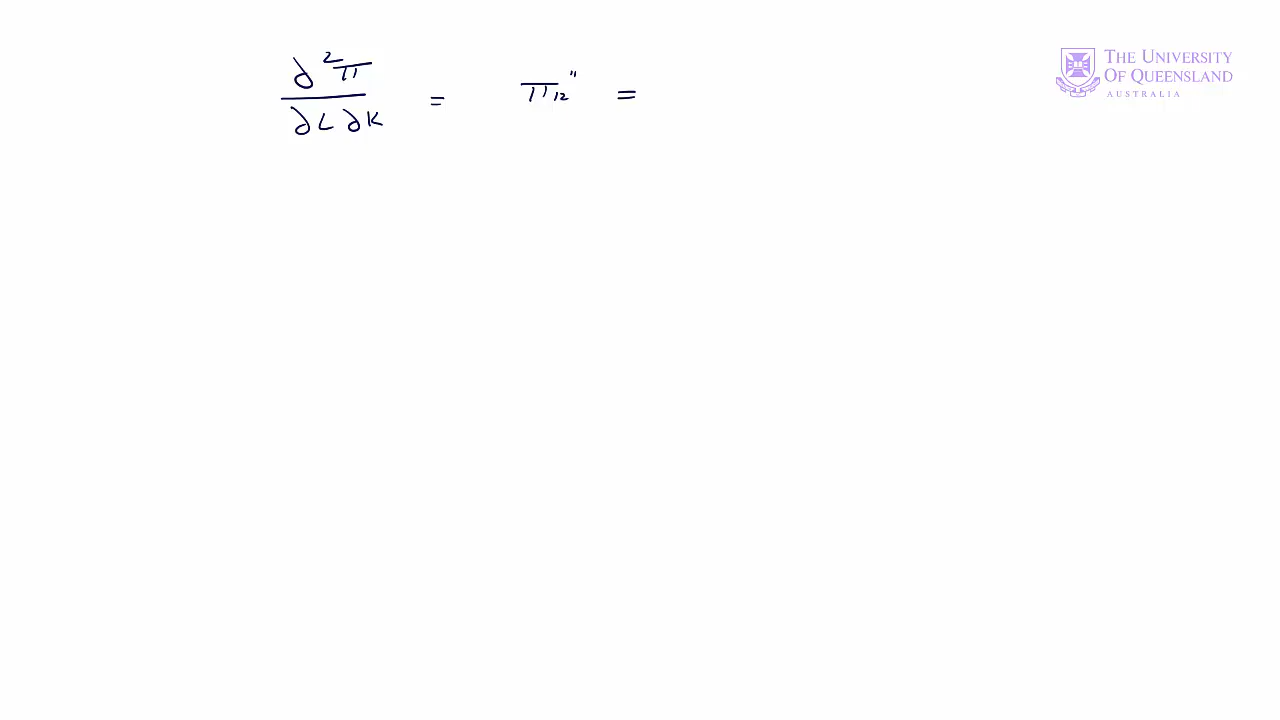 ∂²π / ∂L ∂K = π₁₂'' =
THE UNIVERSITY
OF QUEENSLAND
AUSTRALIA